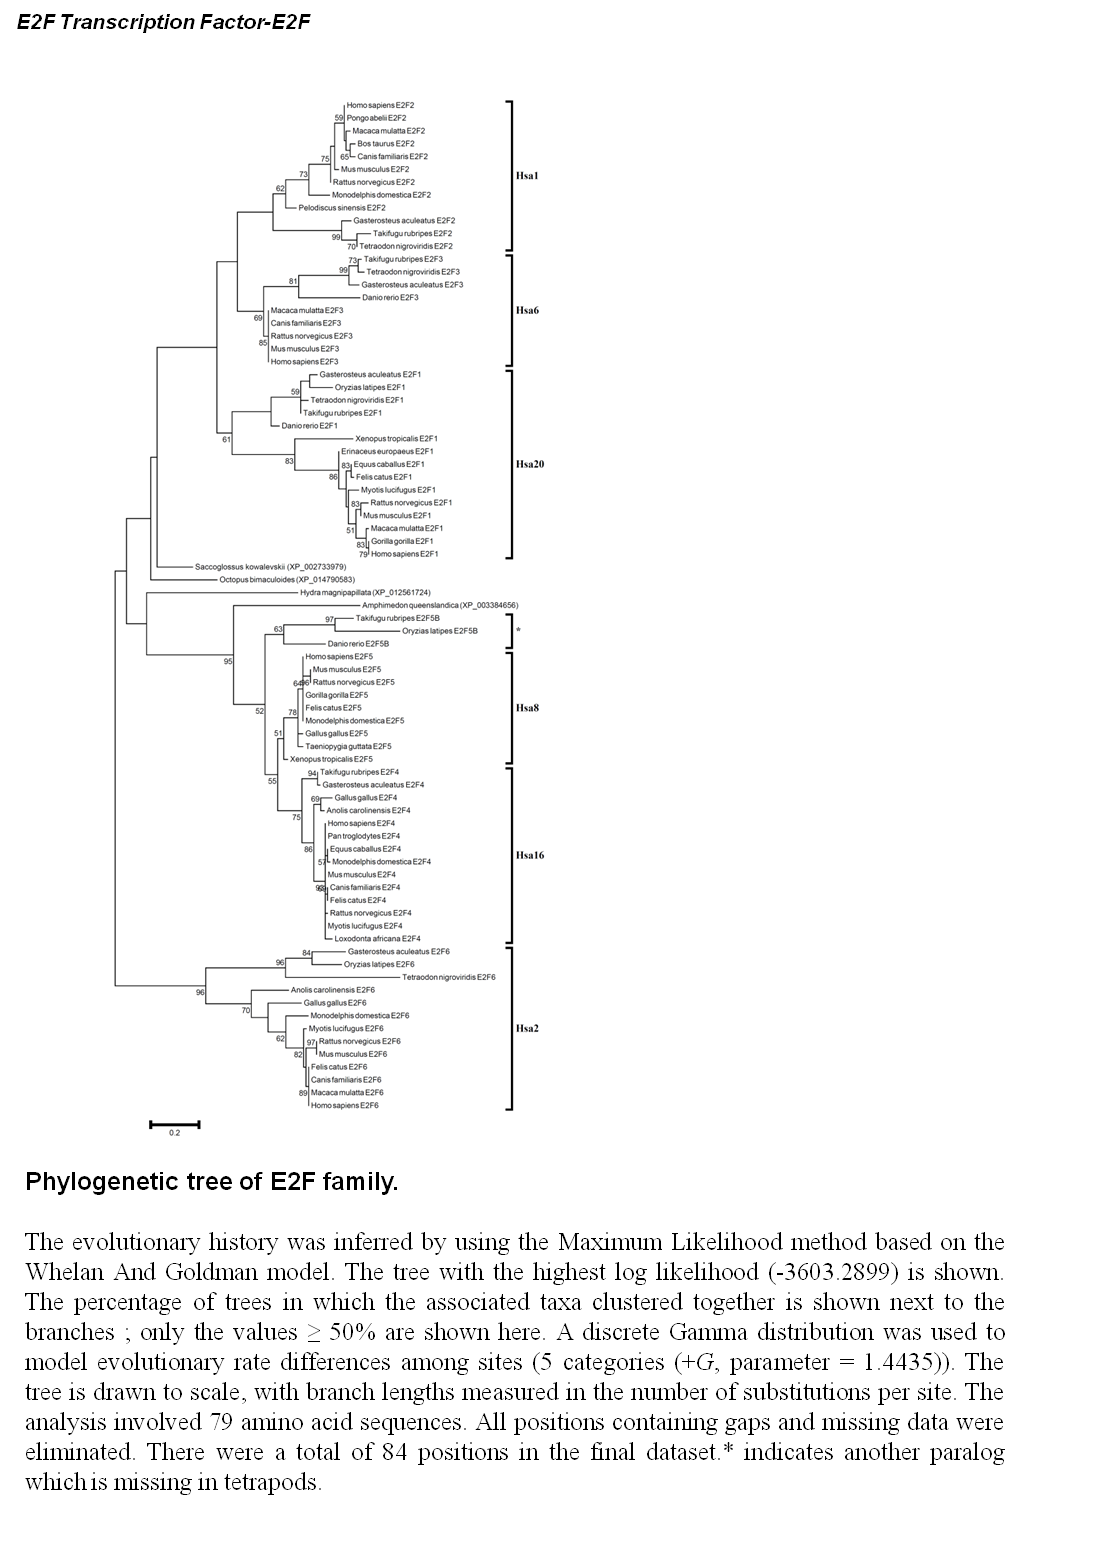 E2F Transcription Factor-E2F
Homo sapiens E2F2
59
Pongo abelii E2F2
Macaca mulatta E2F2
Bos taurus E2F2
65
Canis familiaris E2F2
75
Mus musculus E2F2
Hsa1
73
Rattus norvegicus E2F2
62
Monodelphis domestica E2F2
Pelodiscus sinensis E2F2
Gasterosteus aculeatus E2F2
99
Takifugu rubripes E2F2
70
Tetraodon nigroviridis E2F2
73
Takifugu rubripes E2F3
99
Tetraodon nigroviridis E2F3
81
Gasterosteus aculeatus E2F3
Danio rerio E2F3
Macaca mulatta E2F3
Hsa6
69
Canis familiaris E2F3
Rattus norvegicus E2F3
85
Mus musculus E2F3
Homo sapiens E2F3
Gasterosteus aculeatus E2F1
59
Oryzias latipes E2F1
Tetraodon nigroviridis E2F1
Takifugu rubripes E2F1
Danio rerio E2F1
61
Xenopus tropicalis E2F1
Erinaceus europaeus E2F1
83
83
Equus caballus E2F1
Hsa20
86
Felis catus E2F1
Myotis lucifugus E2F1
83
Rattus norvegicus E2F1
Mus musculus E2F1
51
Macaca mulatta E2F1
83
Gorilla gorilla E2F1
79
Homo sapiens E2F1
Saccoglossus kowalevskii (XP_002733979)
Octopus bimaculoides (XP_014790583)
Hydra magnipapillata (XP_012561724)
Amphimedon queenslandica (XP_003384656)
97
Takifugu rubripes E2F5B
63
Oryzias latipes E2F5B
*
Danio rerio E2F5B
95
Homo sapiens E2F5
Mus musculus E2F5
64
96
Rattus norvegicus E2F5
Gorilla gorilla E2F5
52
78
Felis catus E2F5
Hsa8
Monodelphis domestica E2F5
51
Gallus gallus E2F5
Taeniopygia guttata E2F5
Xenopus tropicalis E2F5
55
94
Takifugu rubripes E2F4
Gasterosteus aculeatus E2F4
69
Gallus gallus E2F4
75
Anolis carolinensis E2F4
Homo sapiens E2F4
Pan troglodytes E2F4
86
Equus caballus E2F4
Hsa16
57
Monodelphis domestica E2F4
Mus musculus E2F4
Canis familiaris E2F4
Felis catus E2F4
Rattus norvegicus E2F4
Myotis lucifugus E2F4
Loxodonta africana E2F4
84
Gasterosteus aculeatus E2F6
96
Oryzias latipes E2F6
Tetraodon nigroviridis E2F6
96
Anolis carolinensis E2F6
70
Gallus gallus E2F6
Monodelphis domestica E2F6
Myotis lucifugus E2F6
Hsa2
62
97
Rattus norvegicus E2F6
82
Mus musculus E2F6
Felis catus E2F6
Canis familiaris E2F6
89
Macaca mulatta E2F6
Homo sapiens E2F6
0.2
Phylogenetic tree of E2F family.
The evolutionary history was inferred by using the Maximum Likelihood method based on the
Whelan And Goldman model. The tree with the highest log likelihood (-3603.2899) is shown.
The percentage of trees in which the associated taxa clustered together is shown next to the
branches ; only the values ≥ 50% are shown here. A discrete Gamma distribution was used to
model evolutionary rate differences among sites (5 categories (+G, parameter = 1.4435)). The
tree is drawn to scale, with branch lengths measured in the number of substitutions per site. The
analysis involved 79 amino acid sequences. All positions containing gaps and missing data were
eliminated. There were a total of 84 positions in the final dataset.* indicates another paralog
which is missing in tetrapods.